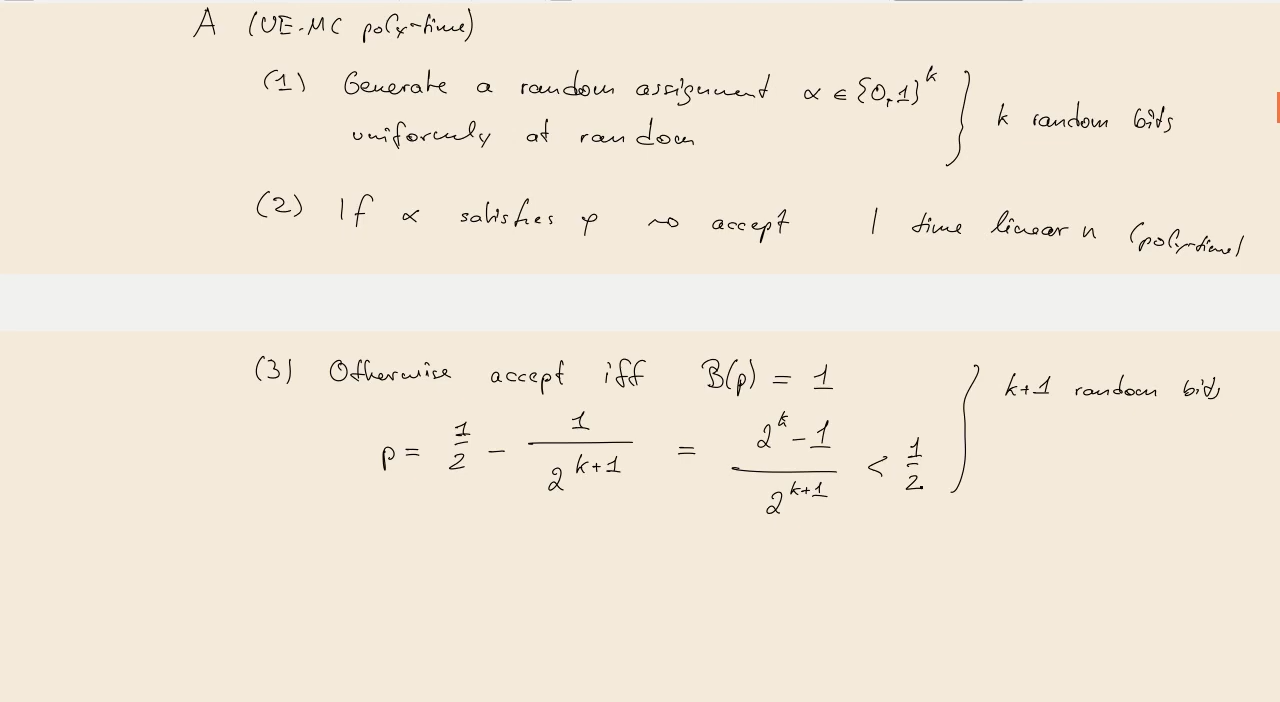 A (UE-MC poly-time)
(1) Generate a random assignment α ∈ {0,1}^k } k random bits
uniformly at random
(2) If α satisfies φ ⇝ accept | time linear n (poly-time)
(3) Otherwise accept iff B(p) = 1 } k+1 random bits
p = 1/2 − 1/2^{k+1} = (2^k − 1)/2^{k+1} < 1/2